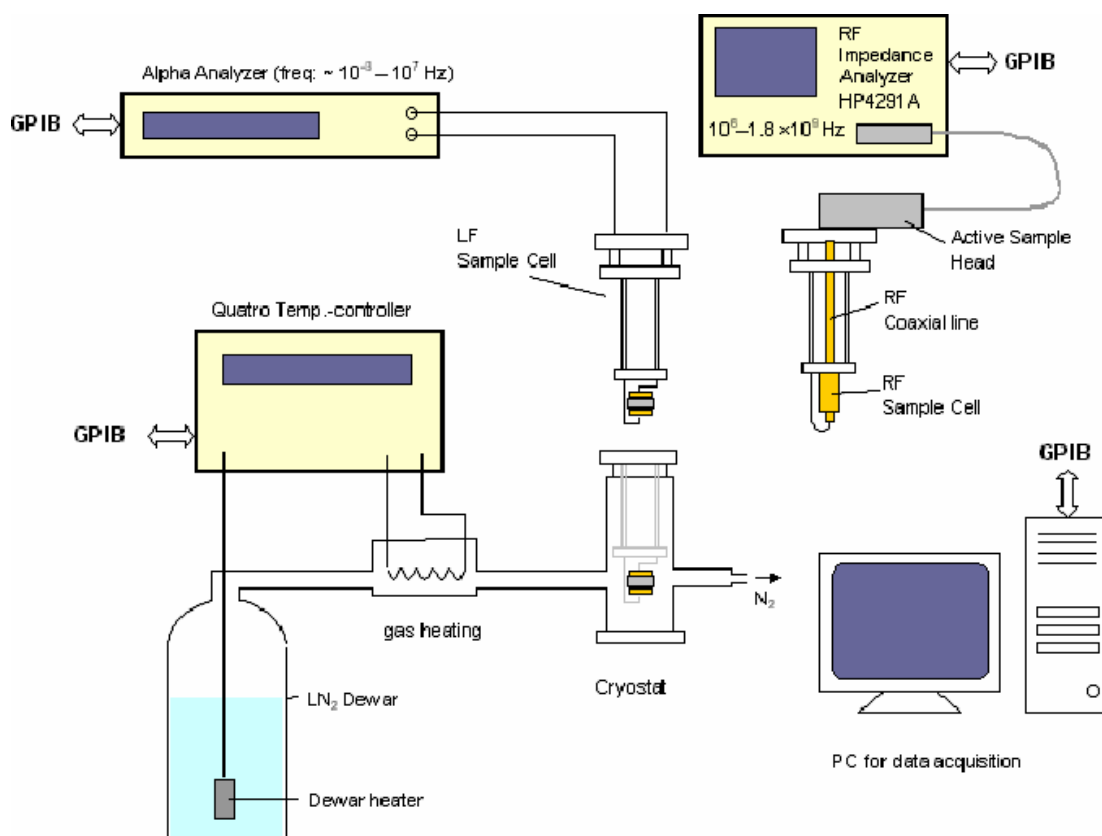 RF
Impedance
Analyzer
HP4291A
10⁶–1.8 ×10⁹ Hz
GPIB
Alpha Analyzer (freq: ~ 10⁻³ – 10⁷ Hz)
GPIB
LF
Sample Cell
Active Sample
Head
RF
Coaxial line
RF
Sample Cell
Quatro Temp.-controller
GPIB
GPIB
N₂
gas heating
Cryostat
LN₂ Dewar
Dewar heater
PC for data acquisition